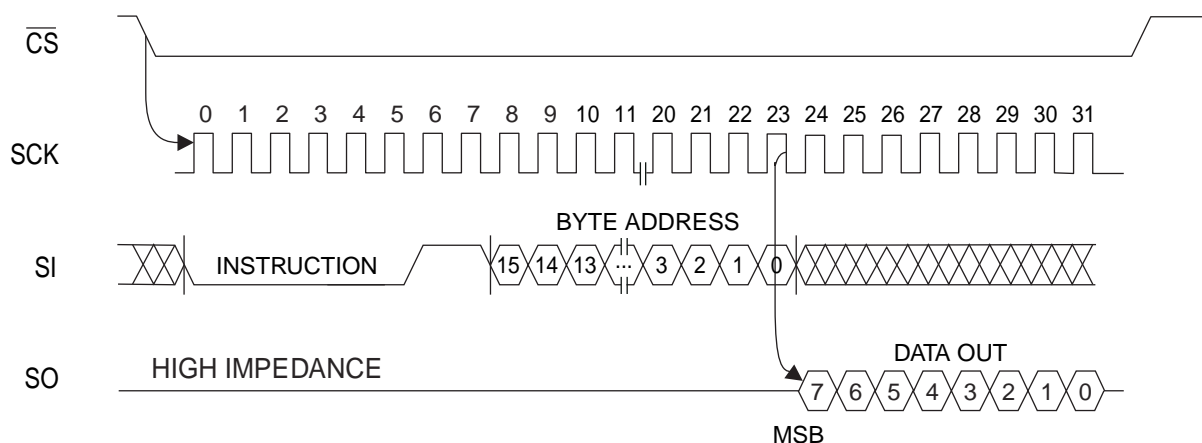 C̅S̅
0 1 2 3 4 5 6 7 8 9 10 11 20 21 22 23 24 25 26 27 28 29 30 31
SCK
BYTE ADDRESS
SI INSTRUCTION 15 14 13 ... 3 2 1 0
HIGH IMPEDANCE DATA OUT
SO 7 6 5 4 3 2 1 0
MSB